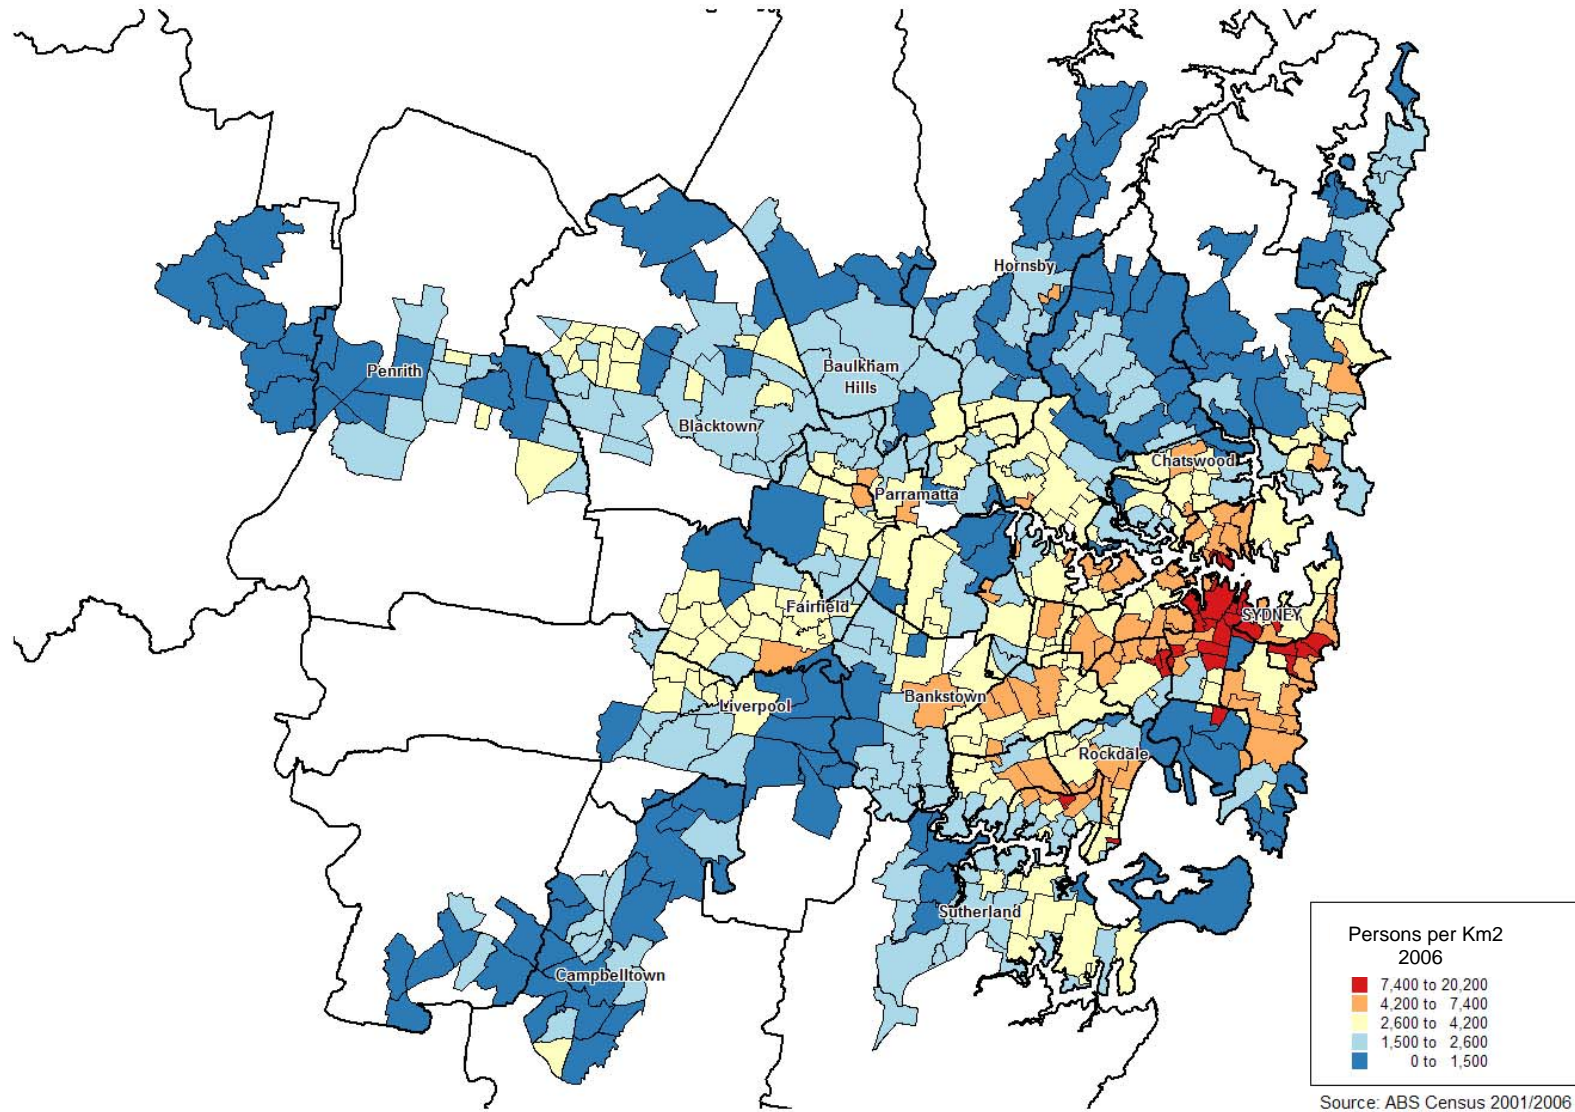 Hornsby
Penrith
Baulkham
Hills
Blacktown
Chatswood
Parramatta
Fairfield
SYDNEY
Bankstown
Liverpool
Rockdale
Sutherland
Campbelltown
Persons per Km2
2006
7,400 to 20,200
4,200 to 7,400
2,600 to 4,200
1,500 to 2,600
0 to 1,500
Source: ABS Census 2001/2006